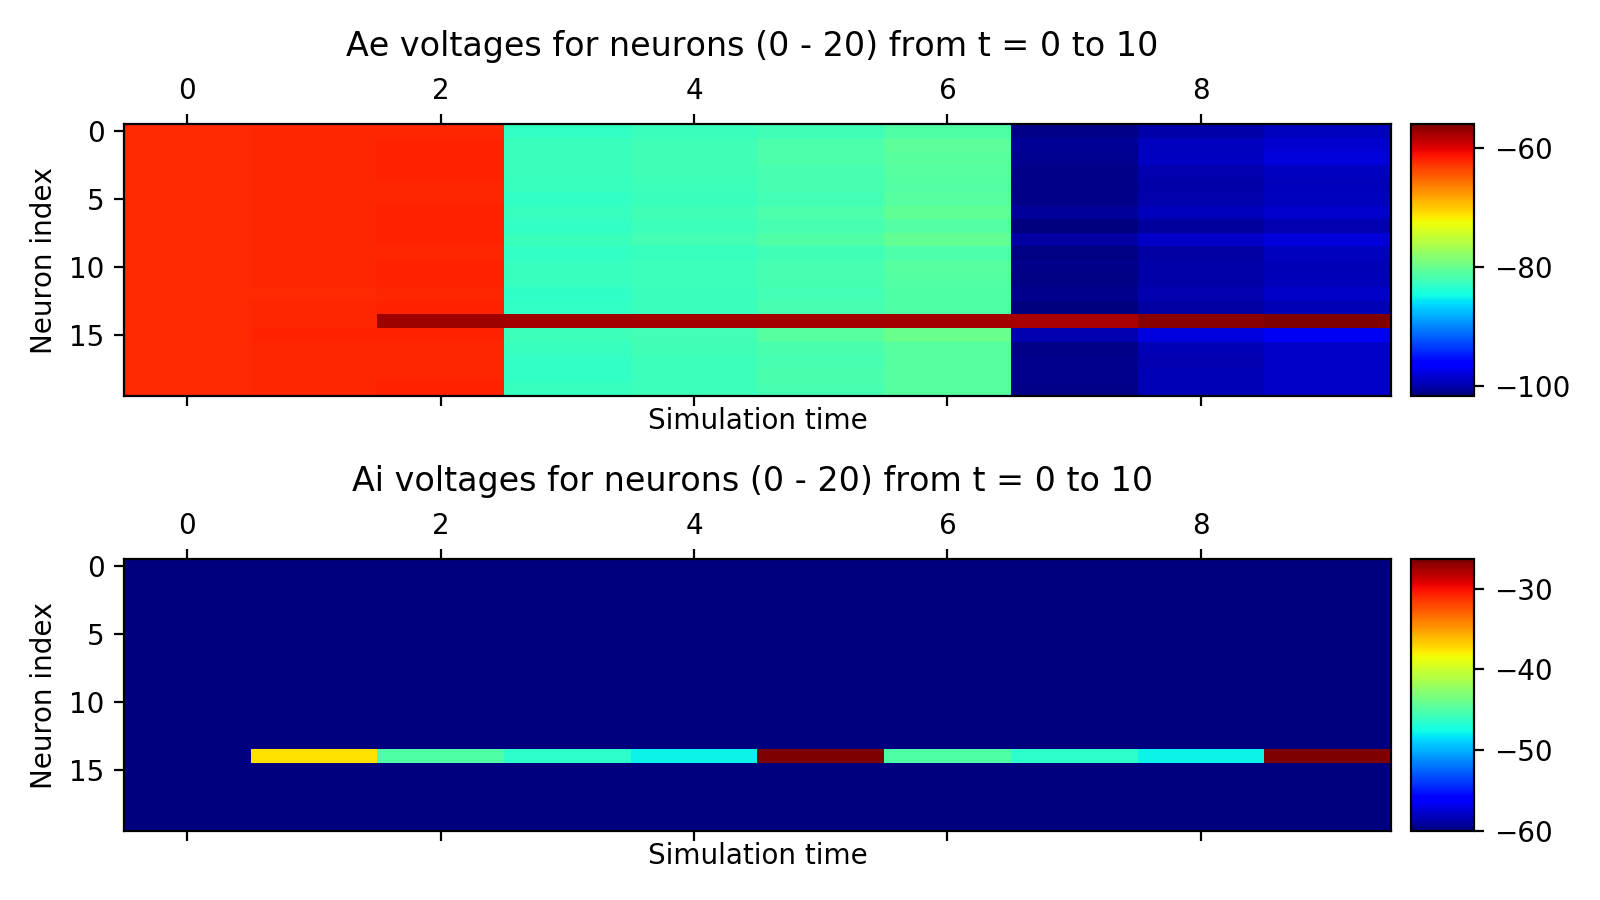 Ae voltages for neurons (0 - 20) from t = 0 to 10
0 2 4 6 8
0
5
10
15
Neuron index
Simulation time
−60
−80
−100
Ai voltages for neurons (0 - 20) from t = 0 to 10
0 2 4 6 8
0
5
10
15
Neuron index
Simulation time
−30
−40
−50
−60